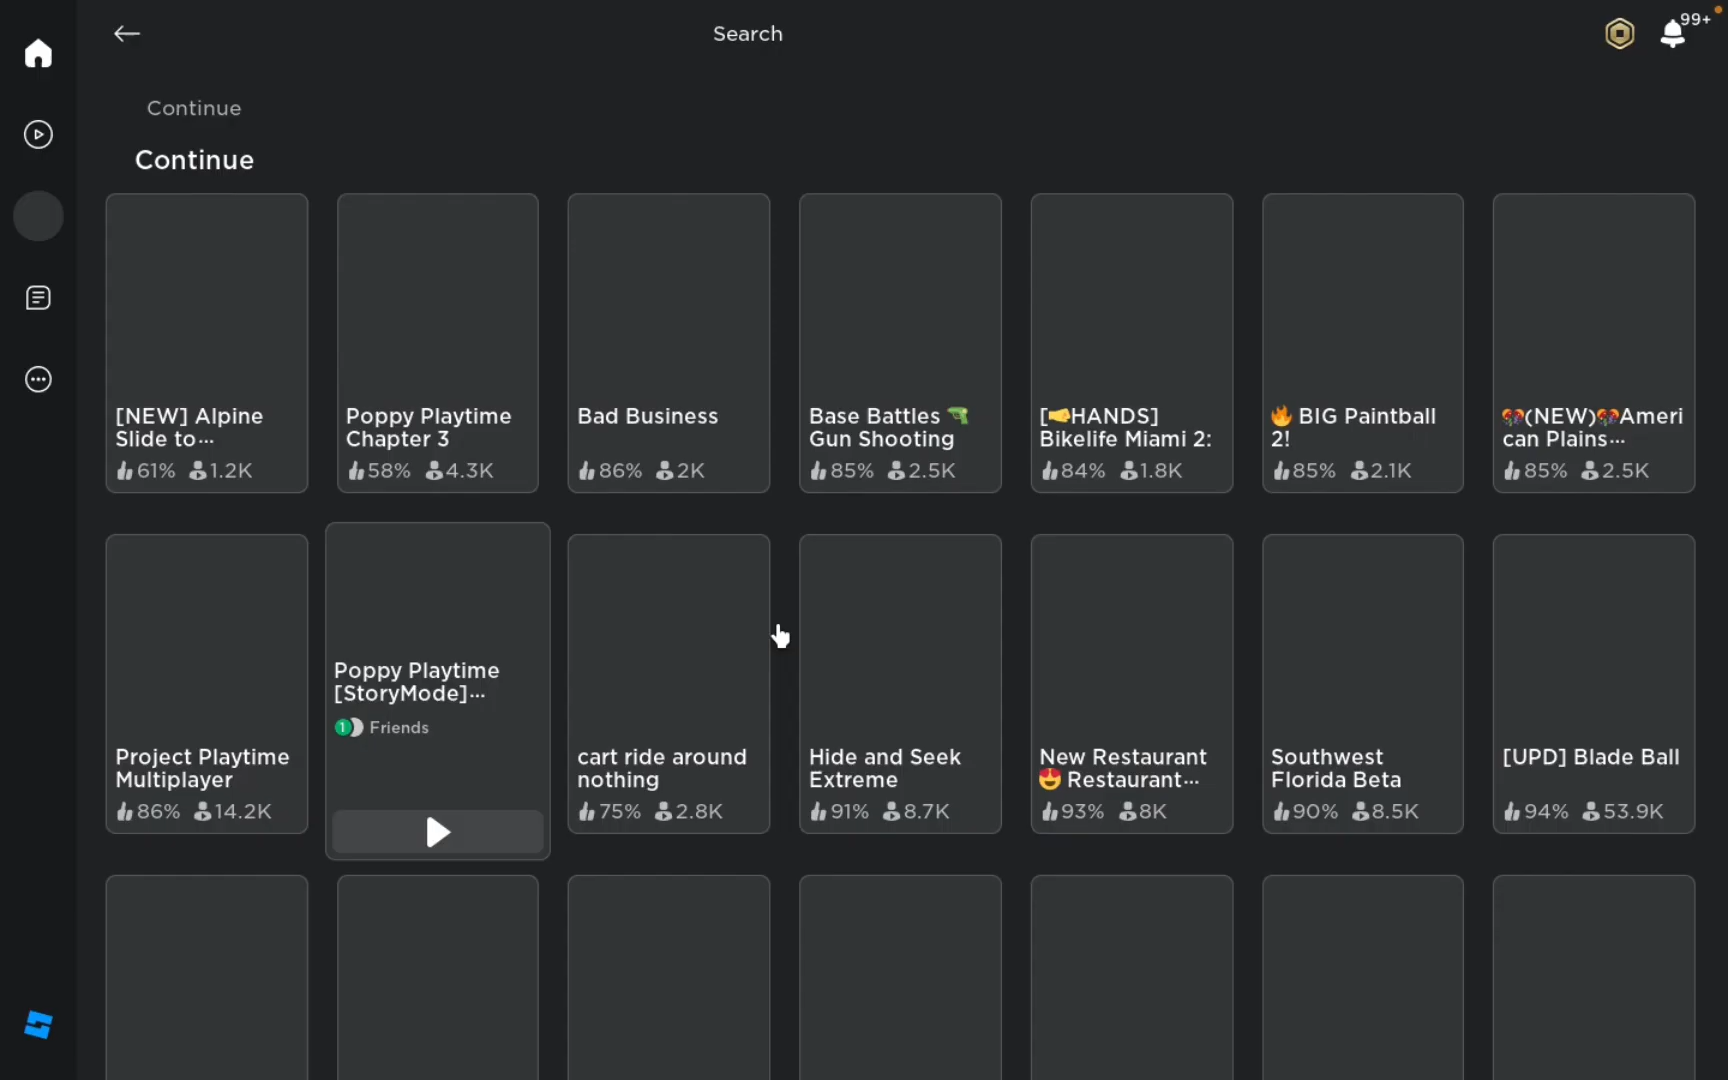 Search
99+
Continue
Continue
[NEW] Alpine
Slide to...
61% 1.2K
Poppy Playtime
Chapter 3
58% 4.3K
Bad Business
86% 2K
Base Battles 🔫
Gun Shooting
85% 2.5K
[🤜HANDS]
Bikelife Miami 2:
84% 1.8K
🔥 BIG Paintball
2!
85% 2.1K
🎊(NEW)🎊Ameri
can Plains...
85% 2.5K
Project Playtime
Multiplayer
86% 14.2K
Poppy Playtime
[StoryMode]...
1 Friends
cart ride around
nothing
75% 2.8K
Hide and Seek
Extreme
91% 8.7K
New Restaurant
😍 Restaurant...
93% 8K
Southwest
Florida Beta
90% 8.5K
[UPD] Blade Ball
94% 53.9K